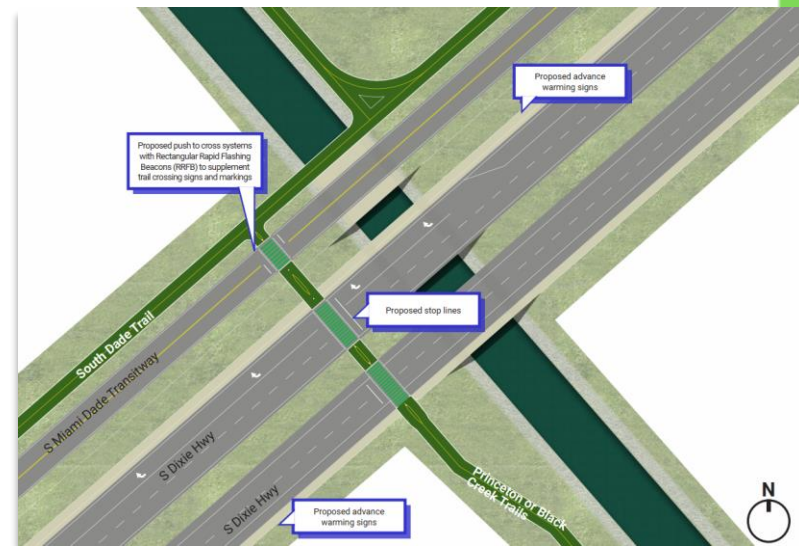 Proposed advance
warming signs
Proposed push to cross systems
with Rectangular Rapid Flashing
Beacons (RRFB) to supplement
trail crossing signs and markings
Proposed stop lines
South Dade Trail
S Miami Dade Transitway
S Dixie Hwy
S Dixie Hwy
Princeton or Black
Creek Trails
Proposed advance
warming signs
N